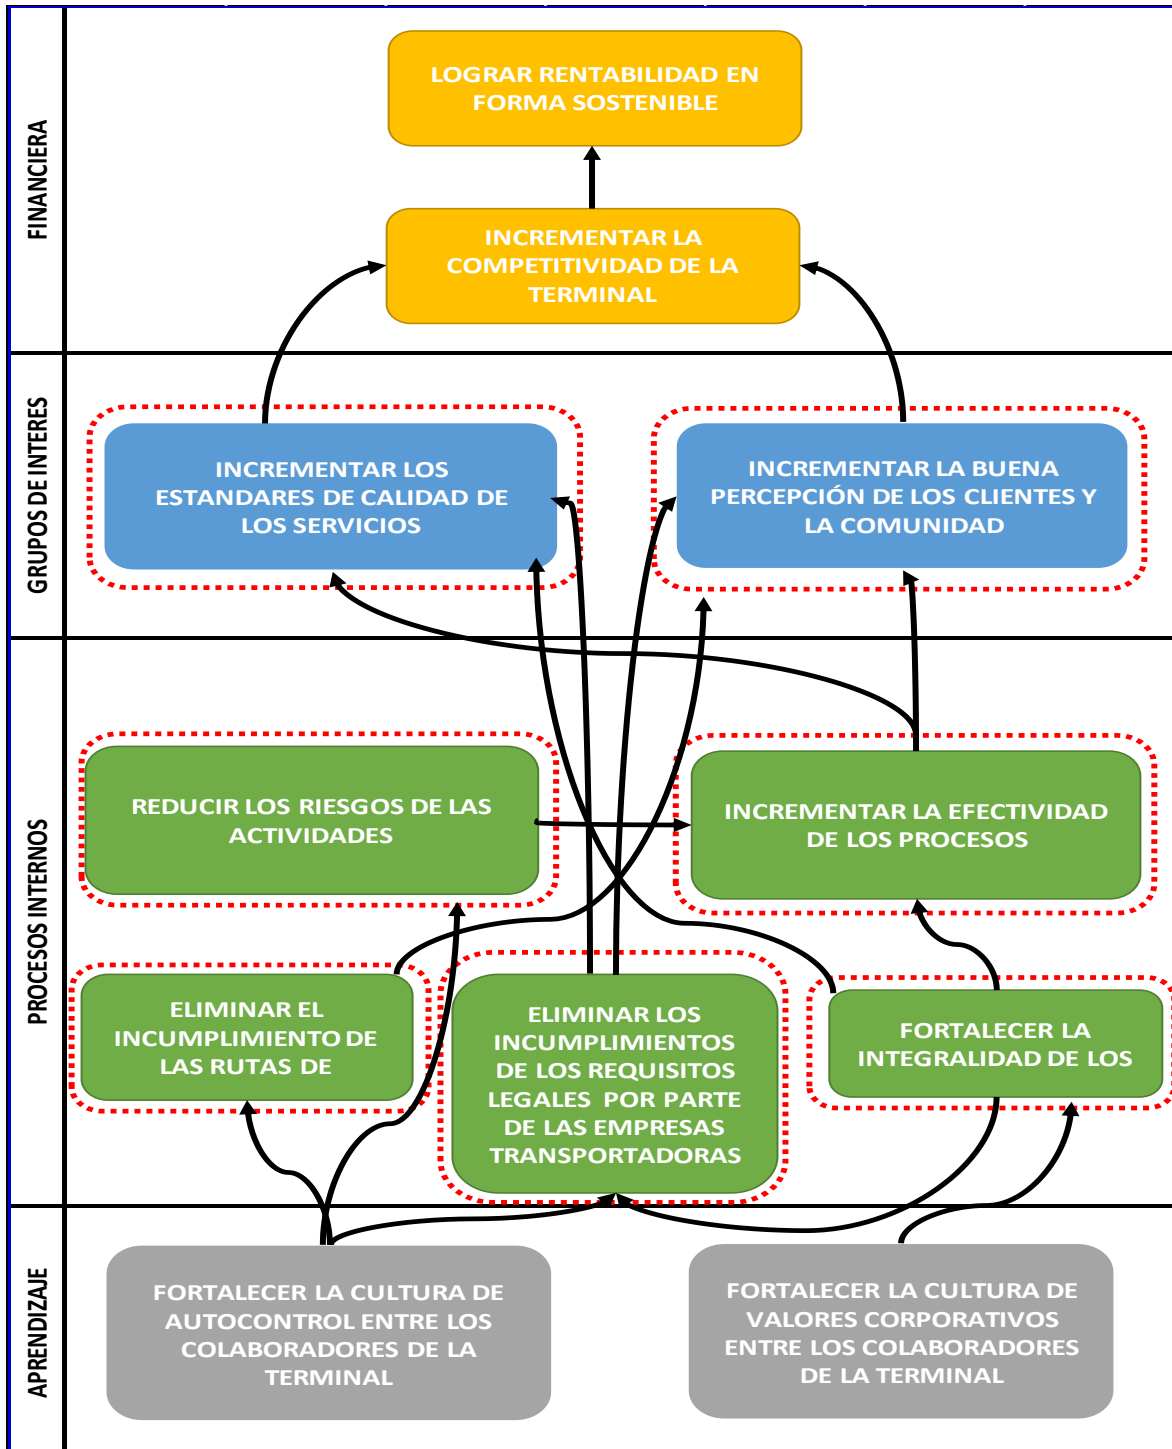 FINANCIERA
LOGRAR RENTABILIDAD EN
FORMA SOSTENIBLE
INCREMENTAR LA
COMPETITIVIDAD DE LA
TERMINAL
GRUPOS DE INTERES
INCREMENTAR LOS
ESTANDARES DE CALIDAD DE
LOS SERVICIOS
INCREMENTAR LA BUENA
PERCEPCIÓN DE LOS CLIENTES Y
LA COMUNIDAD
PROCESOS INTERNOS
REDUCIR LOS RIESGOS DE LAS
ACTIVIDADES
INCREMENTAR LA EFECTIVIDAD
DE LOS PROCESOS
ELIMINAR EL
INCUMPLIMIENTO DE
LAS RUTAS DE
ELIMINAR LOS
INCUMPLIMIENTOS
DE LOS REQUISITOS
LEGALES POR PARTE
DE LAS EMPRESAS
TRANSPORTADORAS
FORTALECER LA
INTEGRALIDAD DE LOS
APRENDIZAJE
FORTALECER LA CULTURA DE
AUTOCONTROL ENTRE LOS
COLABORADORES DE LA
TERMINAL
FORTALECER LA CULTURA DE
VALORES CORPORATIVOS
ENTRE LOS COLABORADORES
DE LA TERMINAL